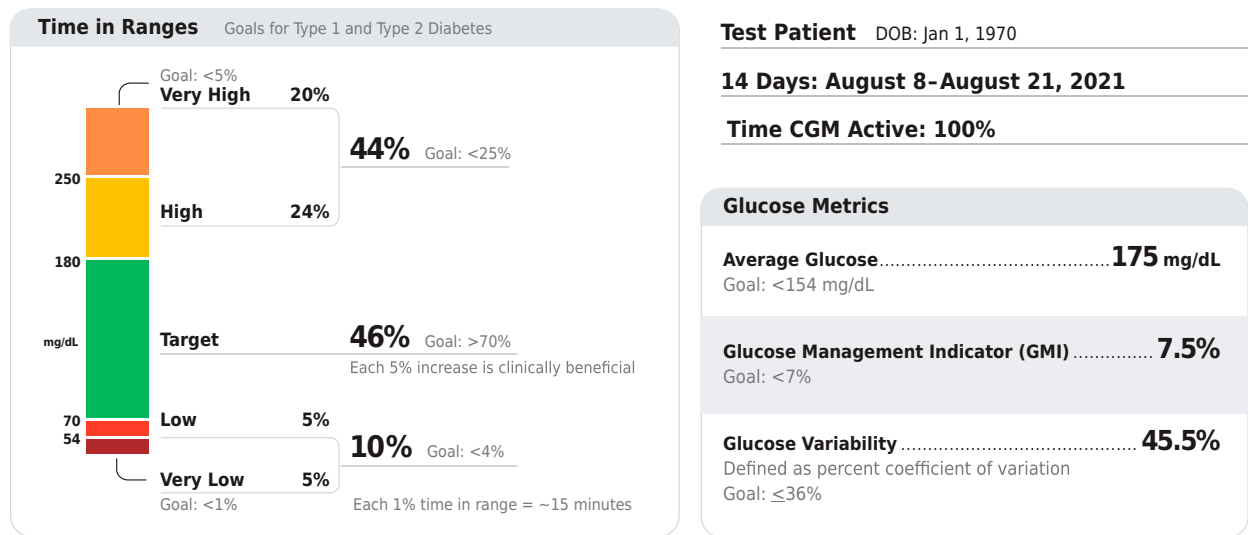 Time in Ranges Goals for Type 1 and Type 2 Diabetes
Goal: <5%
Very High 20%
44% Goal: <25%
250
High 24%
180
mg/dL
Target 46% Goal: >70%
Each 5% increase is clinically beneficial
70
Low 5%
54
10% Goal: <4%
Very Low 5%
Goal: <1%
Each 1% time in range = ~15 minutes
Test Patient DOB: Jan 1, 1970
14 Days: August 8–August 21, 2021
Time CGM Active: 100%
Glucose Metrics
Average Glucose..........................................175 mg/dL
Goal: <154 mg/dL
Glucose Management Indicator (GMI)...............7.5%
Goal: <7%
Glucose Variability...........................................45.5%
Defined as percent coefficient of variation
Goal: ≤36%